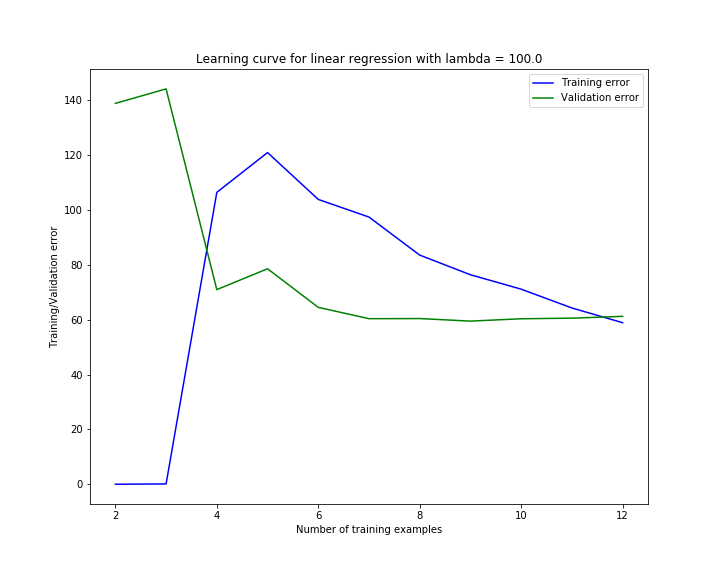 Learning curve for linear regression with lambda = 100.0
Training error
Validation error
Training/Validation error
140
120
100
80
60
40
20
0
2 4 6 8 10 12
Number of training examples